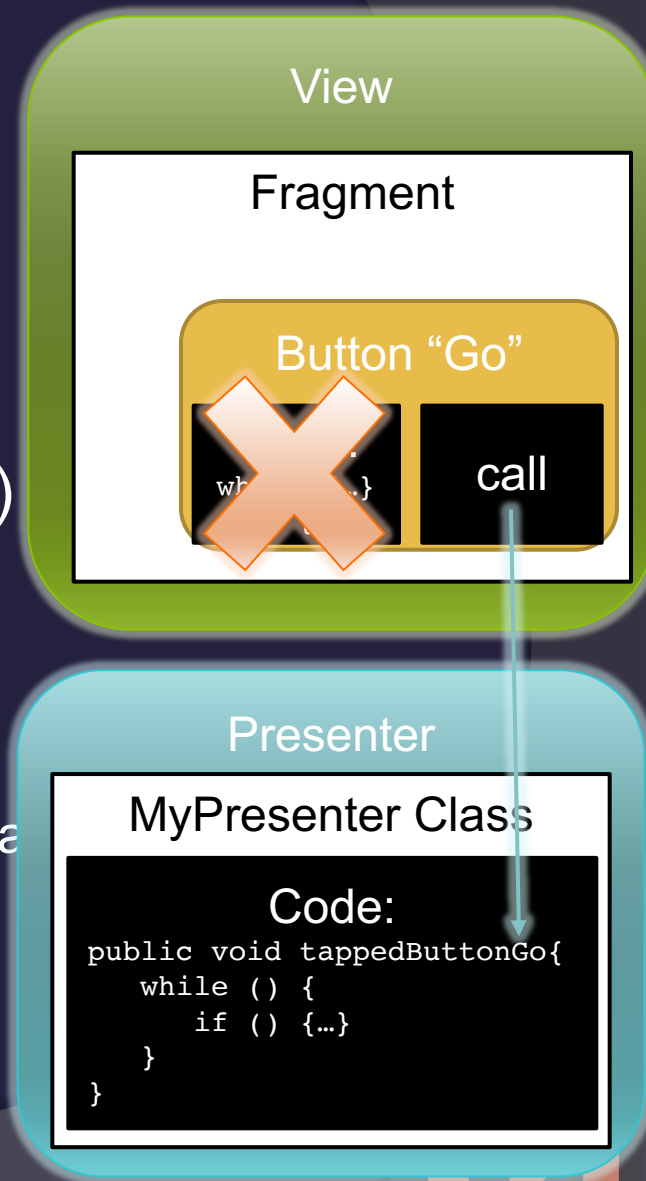 View
Fragment
Button “Go”
call
)
Presenter
MyPresenter Class
Code:
public void tappedButtonGo{
while () {
if () {…}
}
}